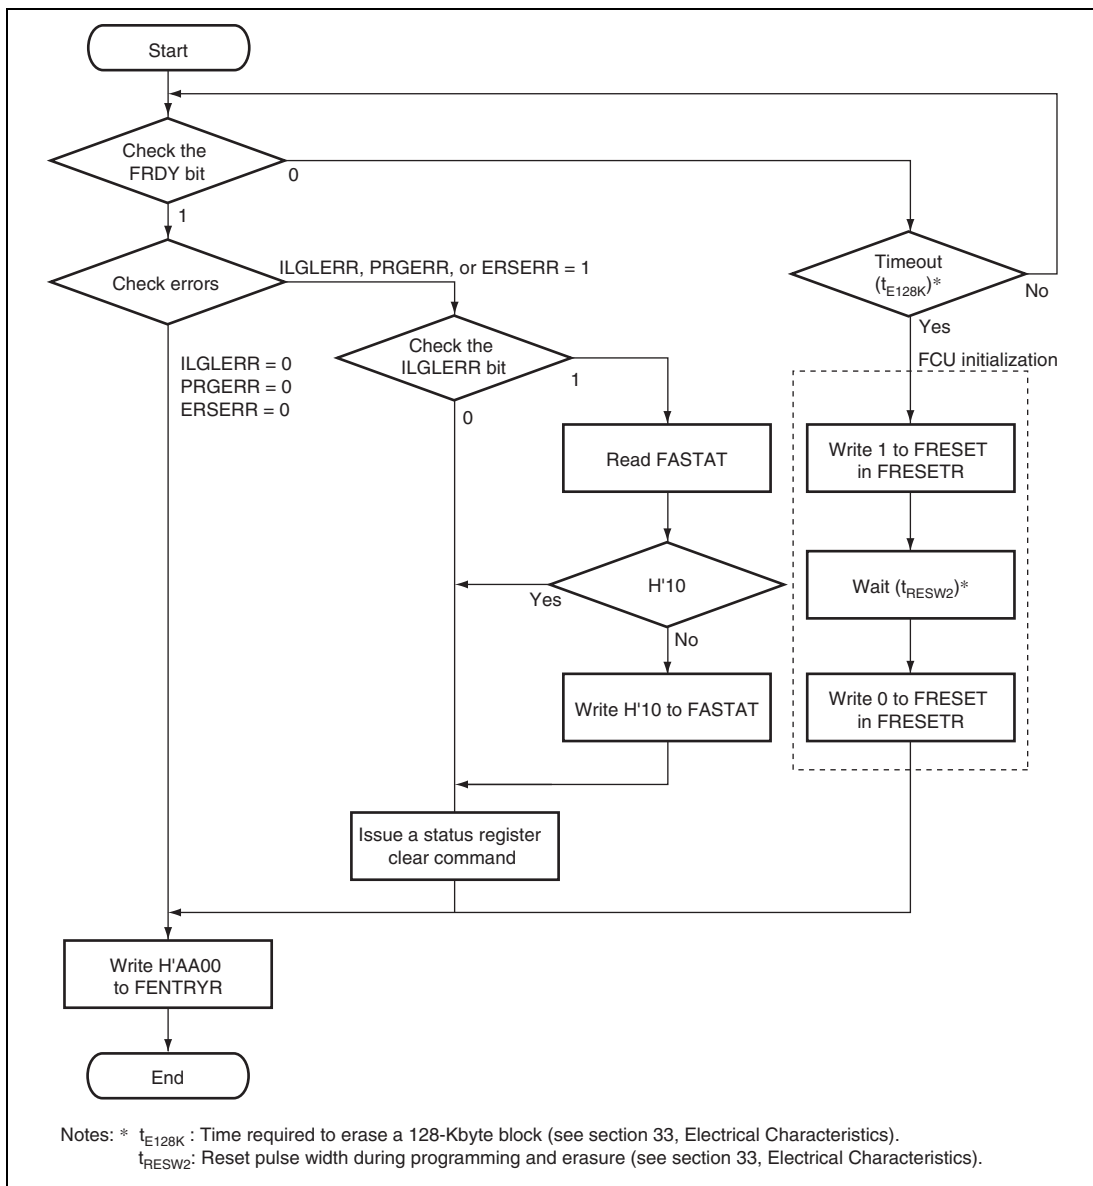 Start
Check the
FRDY bit
0
1
Check errors
ILGLERR, PRGERR, or ERSERR = 1
Timeout
(tE128K)*
No
Yes
ILGLERR = 0
PRGERR = 0
ERSERR = 0
Check the
ILGLERR bit
1
0
FCU initialization
Read FASTAT
Write 1 to FRESET
in FRESETR
H'10
Yes
No
Wait (tRESW2)*
Write H'10 to FASTAT
Write 0 to FRESET
in FRESETR
Issue a status register
clear command
Write H'AA00
to FENTRYR
End
Notes: * tE128K : Time required to erase a 128-Kbyte block (see section 33, Electrical Characteristics).
tRESW2: Reset pulse width during programming and erasure (see section 33, Electrical Characteristics).